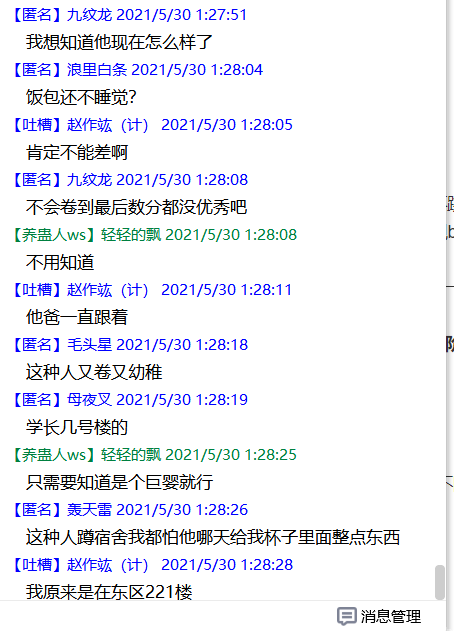 【匿名】九纹龙 2021/5/30 1:27:51
我想知道他现在怎么样了
【匿名】浪里白条 2021/5/30 1:28:04
饭包还不睡觉？
【吐槽】赵作竑（计） 2021/5/30 1:28:05
肯定不能差啊
【匿名】九纹龙 2021/5/30 1:28:08
不会卷到最后数分都没优秀吧
【养蛊人ws】轻轻的飘 2021/5/30 1:28:08
不用知道
【吐槽】赵作竑（计） 2021/5/30 1:28:11
他爸一直跟着
【匿名】毛头星 2021/5/30 1:28:18
这种人又卷又幼稚
【匿名】母夜叉 2021/5/30 1:28:19
学长几号楼的
【养蛊人ws】轻轻的飘 2021/5/30 1:28:25
只需要知道是个巨婴就行
【匿名】轰天雷 2021/5/30 1:28:26
这种人蹲宿舍我都怕他哪天给我杯子里面整点东西
【吐槽】赵作竑（计） 2021/5/30 1:28:28
我原来是在东区221楼
消息管理